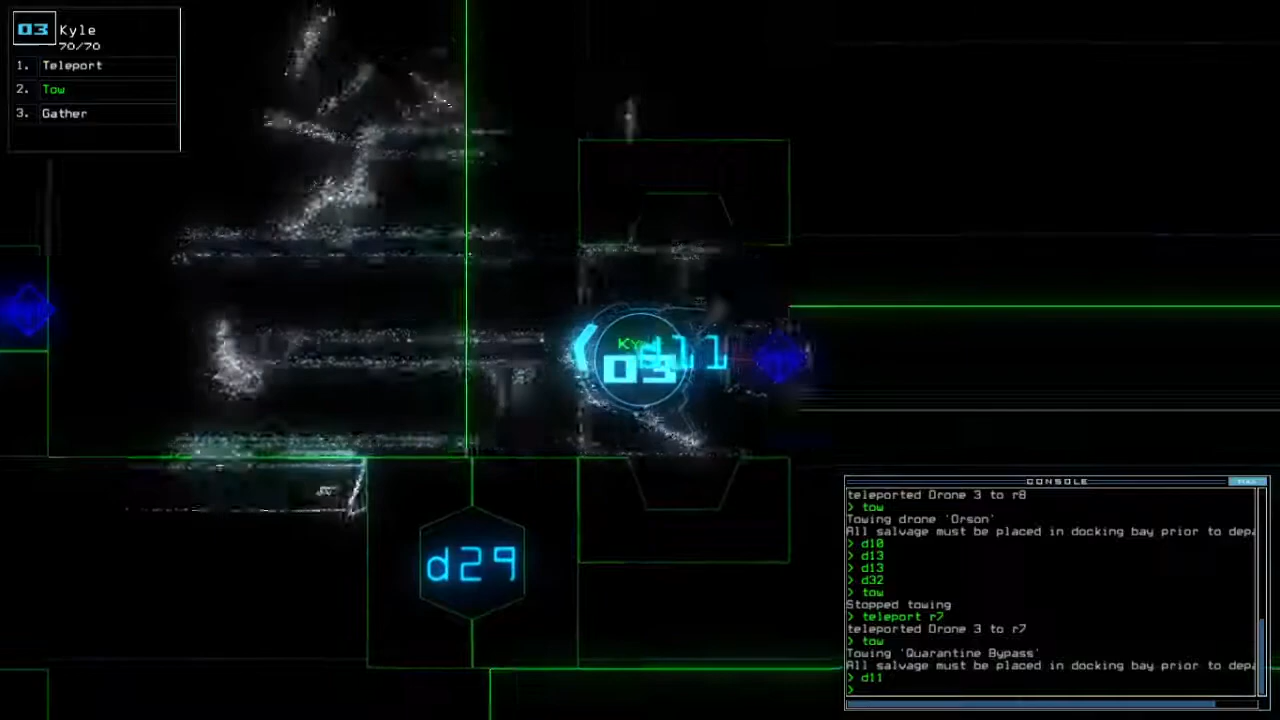 03 Kyle
70/70
1. Teleport
2. Tow
3. Gather
03
d11
d29
CONSOLE
teleported Drone 3 to r8
> tow
Towing drone 'Orson'
All salvage must be placed in docking bay prior to depa
> d10
> d13
> d13
> d32
> tow
Stopped towing
> teleport r7
teleported Drone 3 to r7
> tow
Towing 'Quarantine Bypass'
All salvage must be placed in docking bay prior to depa
> d11
>